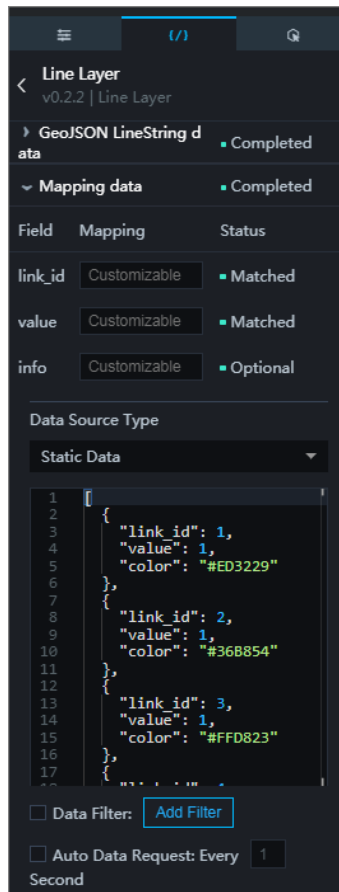 {/}
Line Layer
v0.2.2 | Line Layer
GeoJSON LineString d
ata
Completed
Mapping data
Completed
Field Mapping Status
link_id Customizable Matched
value Customizable Matched
info Customizable Optional
Data Source Type
Static Data
1 [
2 {
3 "link_id": 1,
4 "value": 1,
5 "color": "#ED3229"
6 },
7 {
8 "link_id": 2,
9 "value": 1,
10 "color": "#36B854"
11 },
12 {
13 "link_id": 3,
14 "value": 1,
15 "color": "#FFD823"
16 },
17 {
Data Filter: Add Filter
Auto Data Request: Every 1
Second